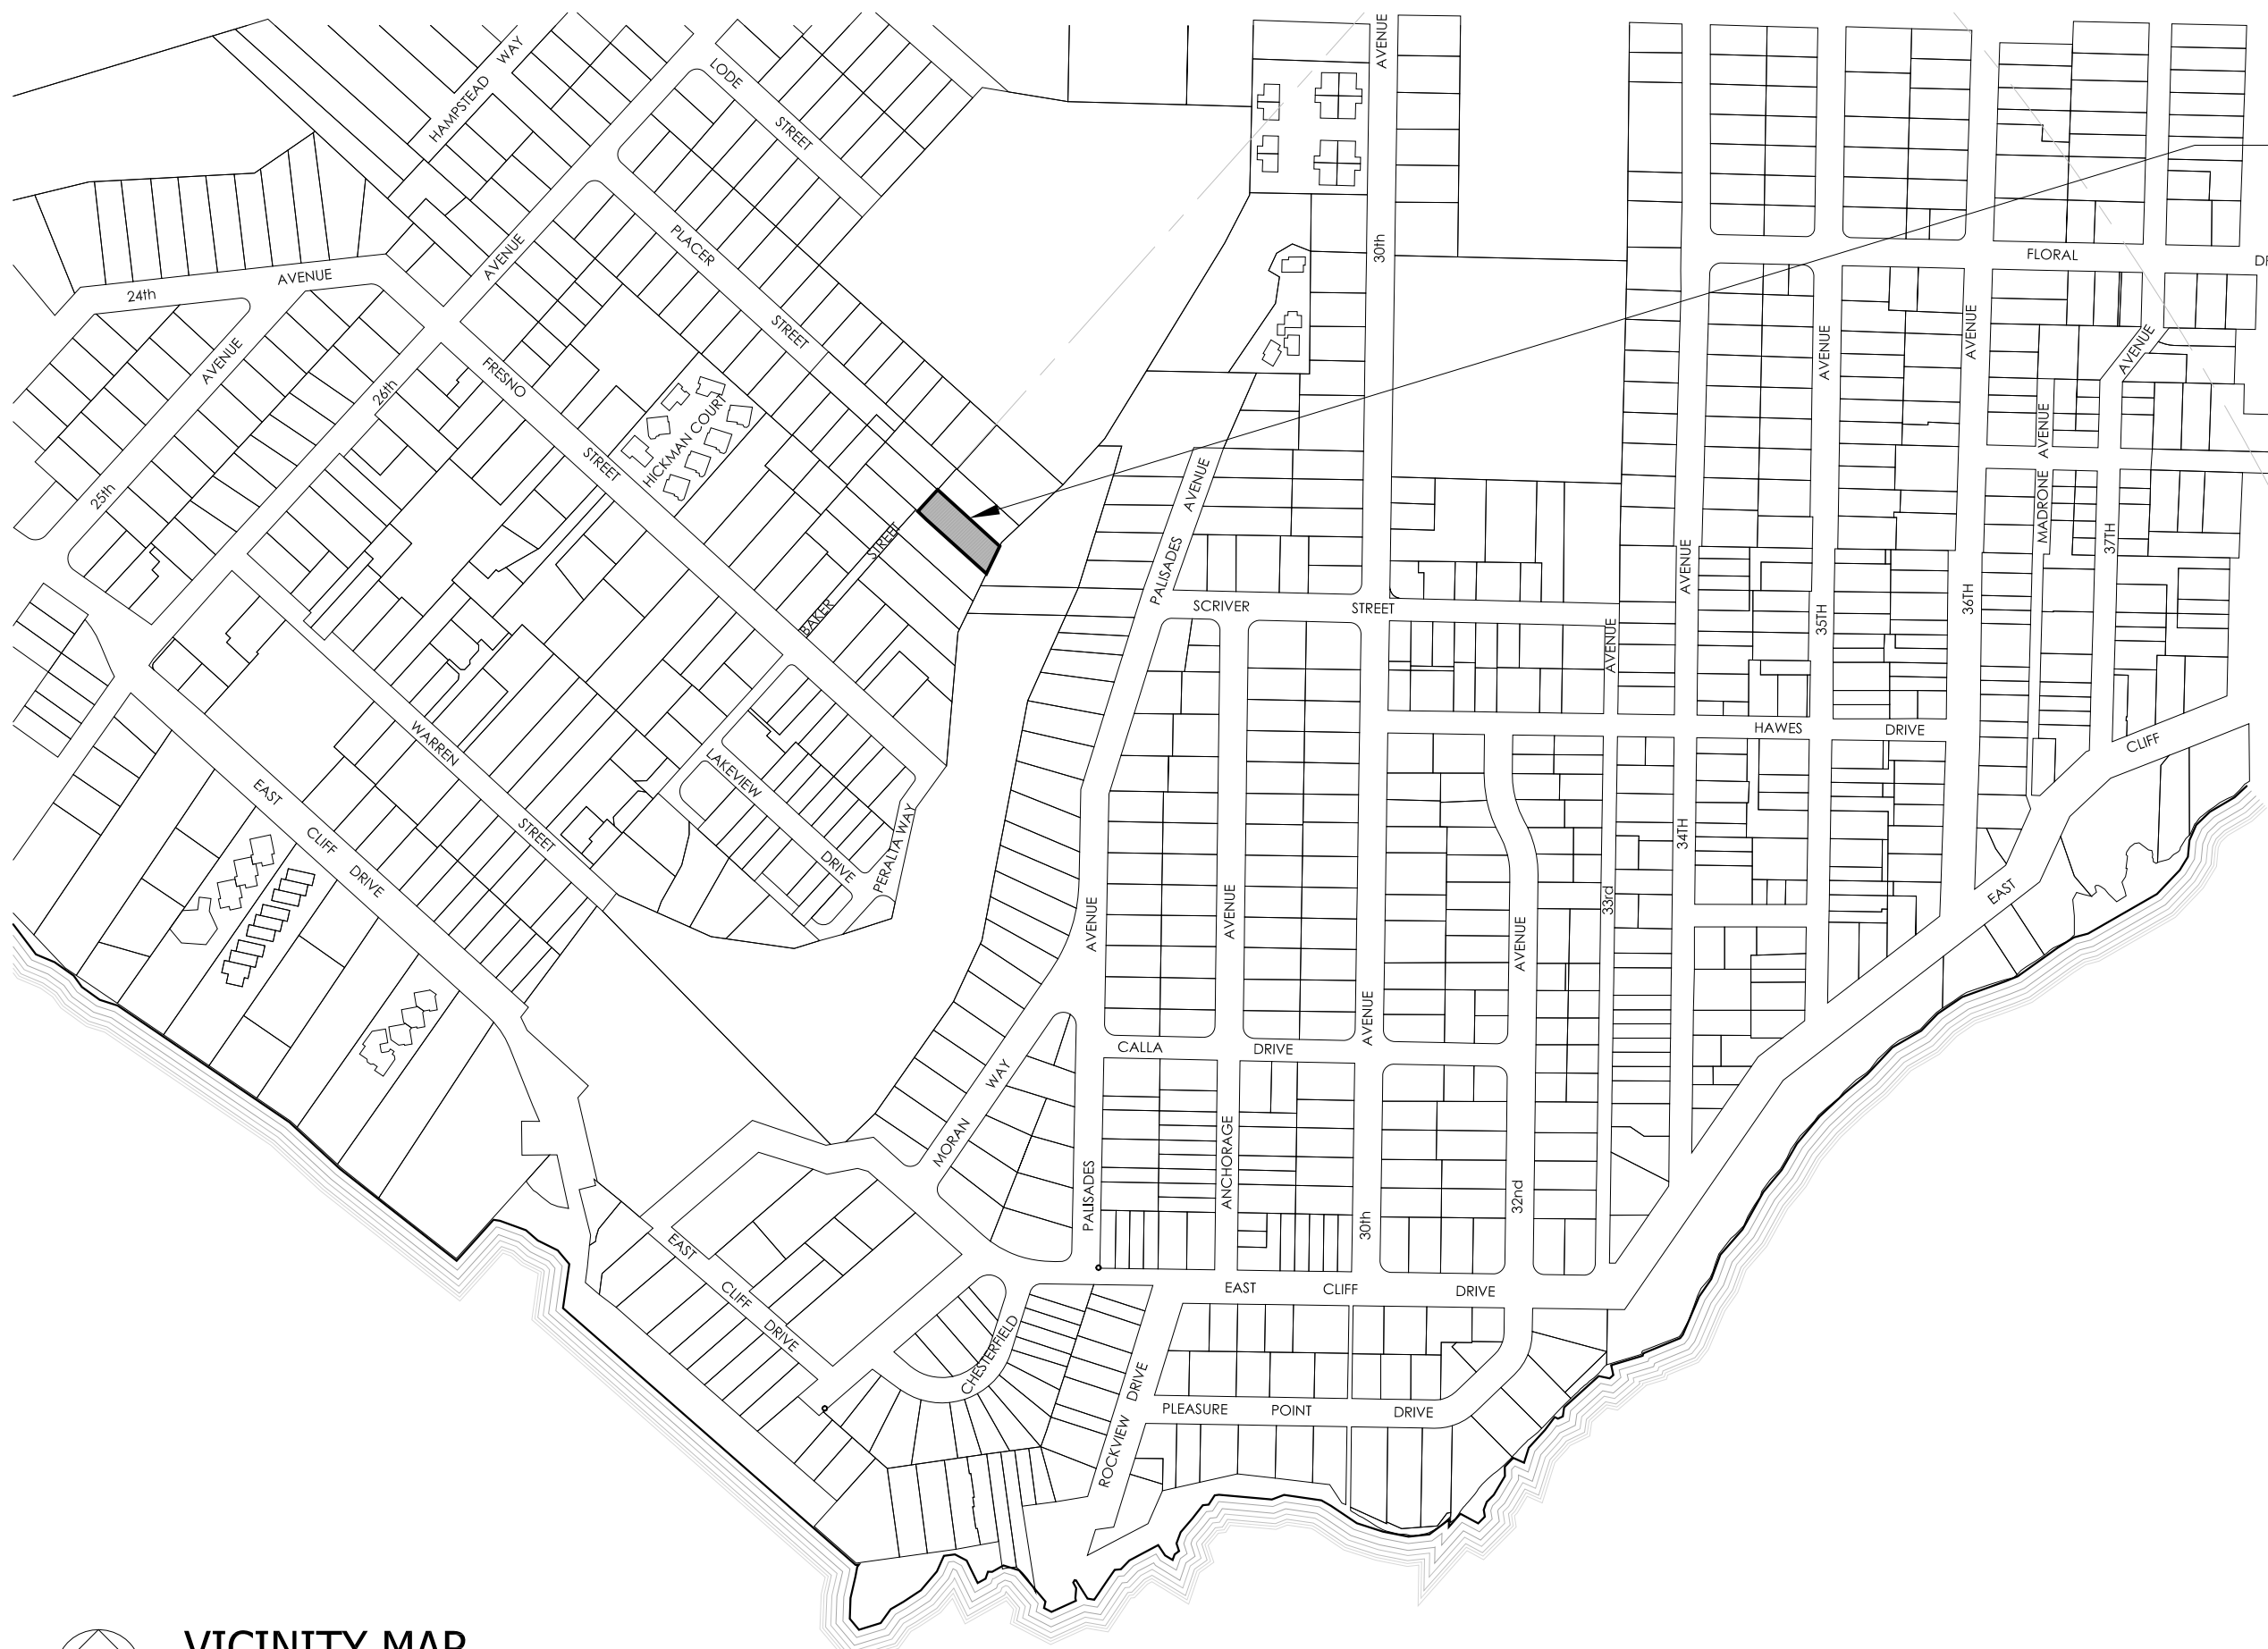 HAMPSTEAD WAY
LODE STREET
AVENUE
30th
AVENUE
PLACER STREET
24th AVENUE
FLORAL
25th AVENUE
26th
FRESNO STREET
HICKMAN COURT
BAKER STREET
PALISADES AVENUE
SCRIVER STREET
AVENUE
AVENUE
AVENUE
35TH
AVENUE
36TH
MADRONE AVENUE
37TH
AVENUE
HAWES DRIVE
CLIFF
EAST
WARREN STREET
LAKEVIEW DRIVE
PERALTA WAY
EAST CLIFF DRIVE
34TH
33rd
AVENUE
AVENUE
AVENUE
AVENUE
CALLA DRIVE
MORAN WAY
PALISADES
ANCHORAGE
30th
32nd
EAST CLIFF DRIVE
EAST CLIFF DRIVE
CHESTERFIELD
ROCKVIEW DRIVE
PLEASURE POINT DRIVE
VICINITY MAP